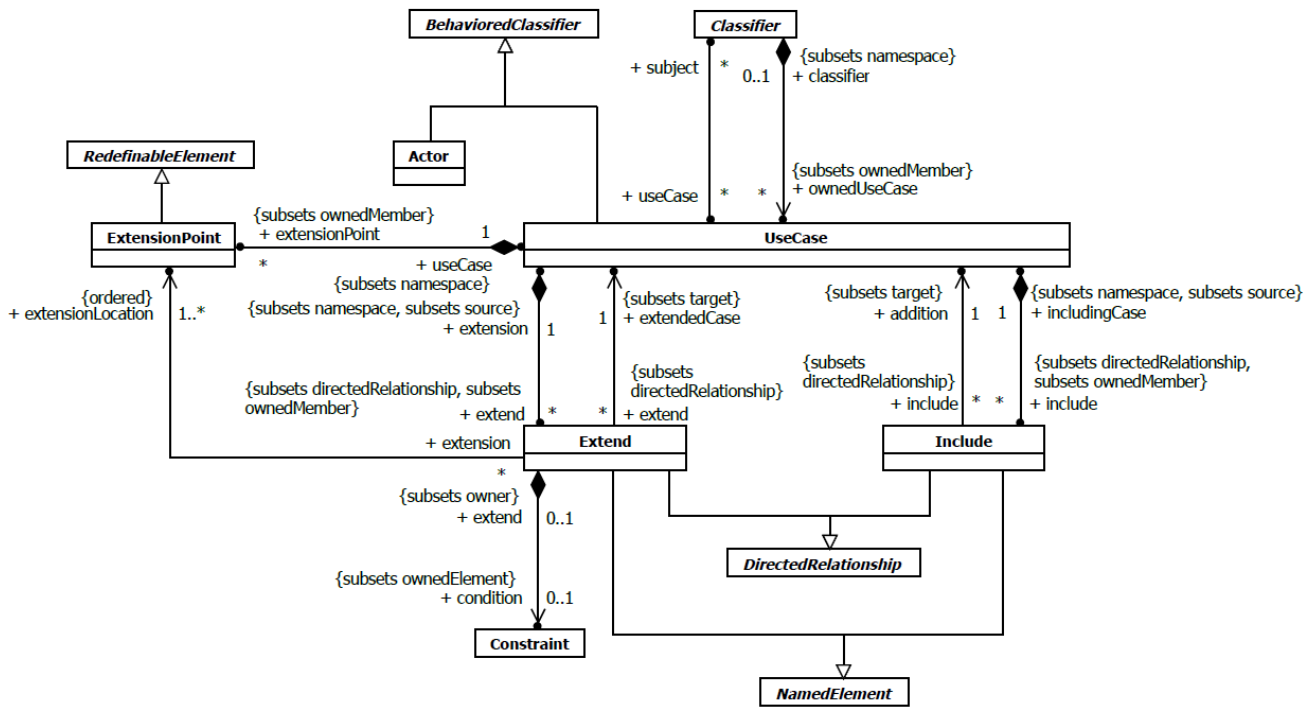 BehavioredClassifier
Classifier
{subsets namespace}
+ subject
*
0..1
+ classifier
RedefinableElement
Actor
{subsets ownedMember}
+ ownedUseCase
+ useCase
*
*
{subsets ownedMember}
+ extensionPoint
1
ExtensionPoint
UseCase
*
+ useCase
{subsets namespace}
{ordered}
+ extensionLocation
1..*
{subsets namespace, subsets source}
+ extension
1
{subsets target}
+ extendedCase
1
{subsets target}
+ addition
1
1
{subsets namespace, subsets source}
+ includingCase
{subsets directedRelationship, subsets
ownedMember}
+ extend
*
{subsets
directedRelationship}
*
+ extend
{subsets
directedRelationship}
+ include
*
*
{subsets directedRelationship,
subsets ownedMember}
+ include
+ extension
*
Extend
Include
{subsets owner}
+ extend
0..1
DirectedRelationship
{subsets ownedElement}
+ condition
0..1
Constraint
NamedElement